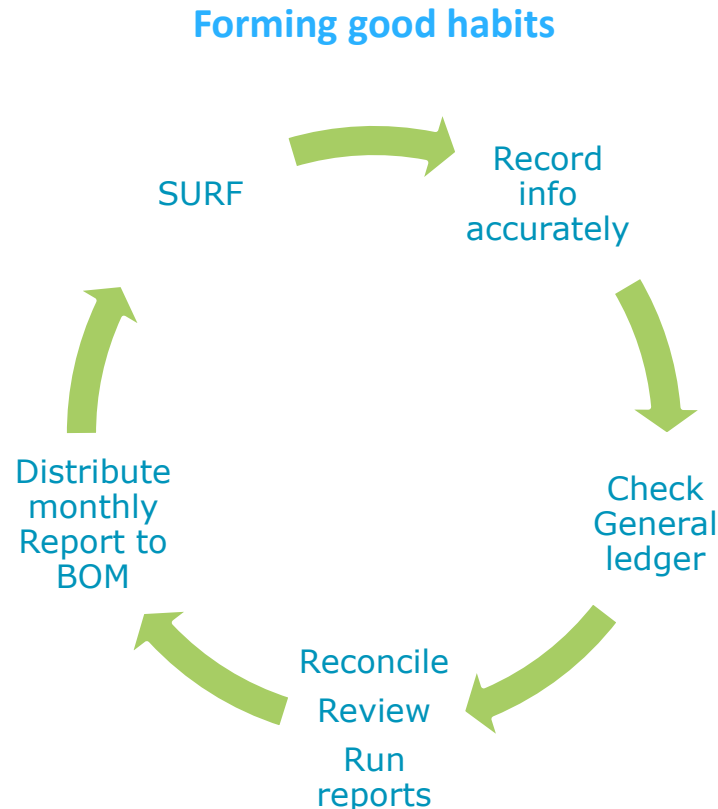 Forming good habits
SURF
Record
info
accurately
Check
General
ledger
Reconcile
Review
Run
reports
Distribute
monthly
Report to
BOM